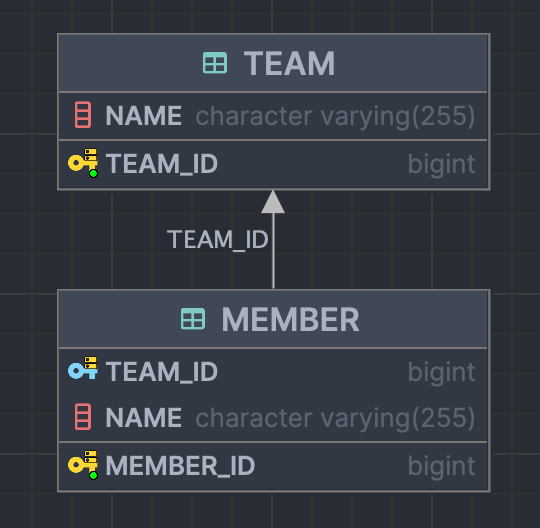 TEAM
NAME character varying(255)
TEAM_ID bigint
TEAM_ID
MEMBER
TEAM_ID bigint
NAME character varying(255)
MEMBER_ID bigint